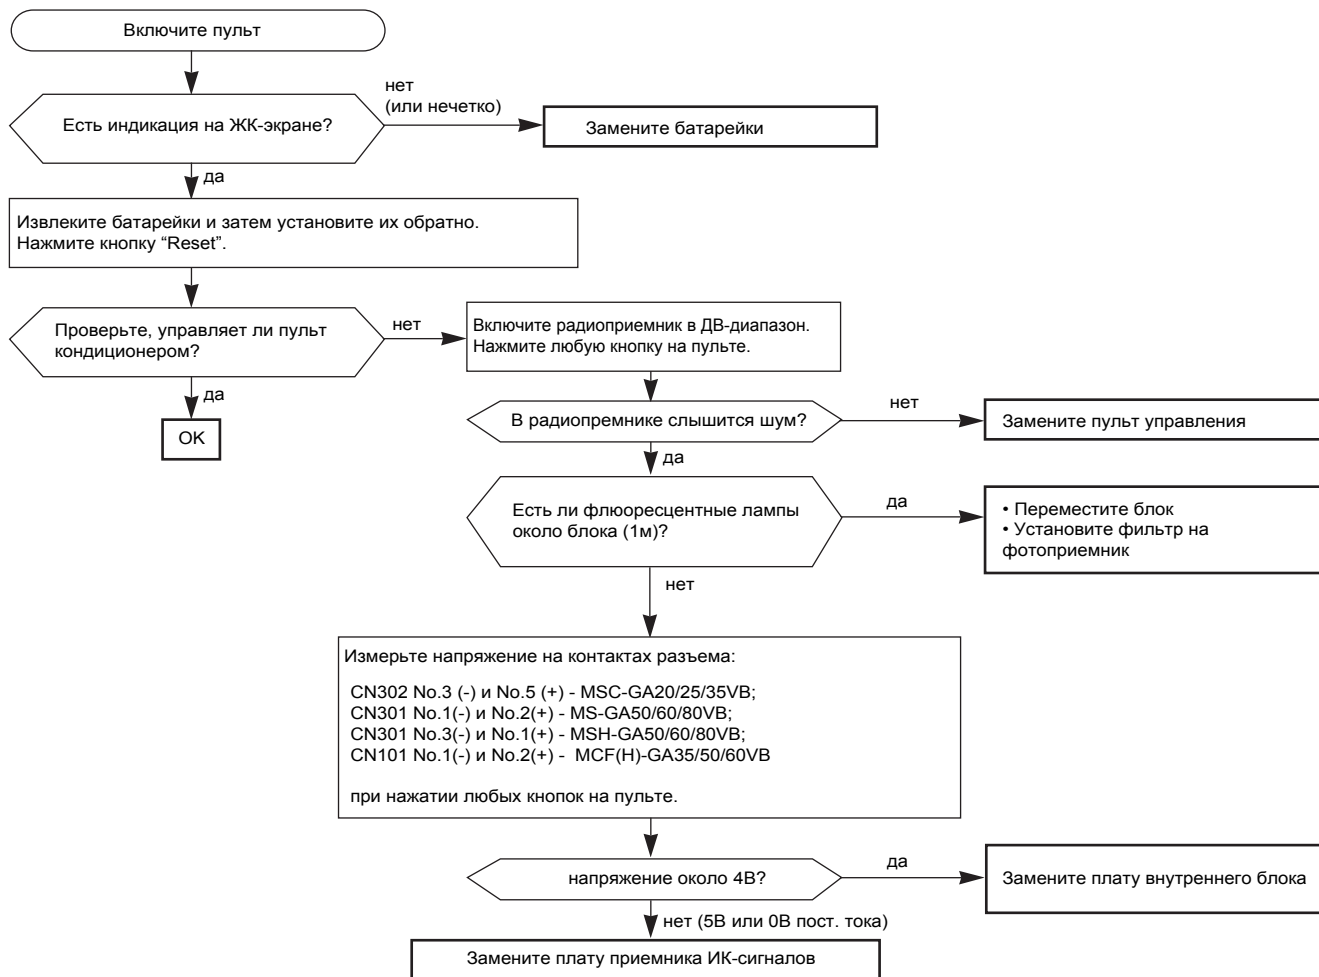 Включите пульт
нет
(или нечетко)
Есть индикация на ЖК-экране?
Замените батарейки
да
Извлеките батарейки и затем установите их обратно.
Нажмите кнопку “Reset”.
Проверьте, управляет ли пульт
кондиционером?
нет
Включите радиоприемник в ДВ-диапазон.
Нажмите любую кнопку на пульте.
да
OK
В радиопремнике слышится шум?
нет
Замените пульт управления
да
Есть ли флюоресцентные лампы
около блока (1м)?
да
• Переместите блок
• Установите фильтр на
фотоприемник
нет
Измерьте напряжение на контактах разъема:
CN302 No.3 (-) и No.5 (+) - MSC-GA20/25/35VB;
CN301 No.1(-) и No.2(+) - MS-GA50/60/80VB;
CN301 No.3(-) и No.1(+) - MSH-GA50/60/80VB;
CN101 No.1(-) и No.2(+) - MCF(H)-GA35/50/60VB
при нажатии любых кнопок на пульте.
напряжение около 4В?
да
Замените плату внутреннего блока
нет (5В или 0В пост. тока)
Замените плату приемника ИК-сигналов